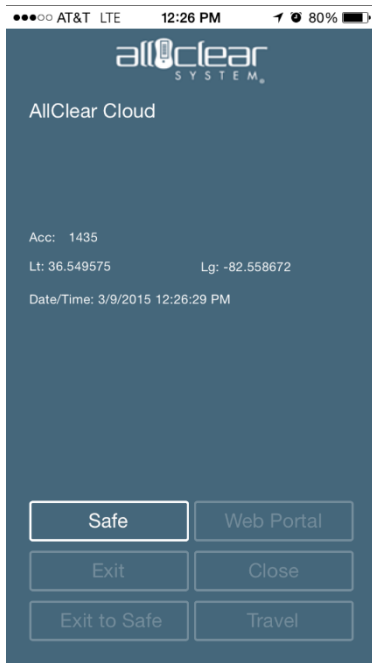 AT&T LTE 12:26 PM 80%
allclear
SYSTEM®
AllClear Cloud
Acc: 1435
Lt: 36.549575 Lg: -82.558672
Date/Time: 3/9/2015 12:26:29 PM
Safe Web Portal
Exit Close
Exit to Safe Travel